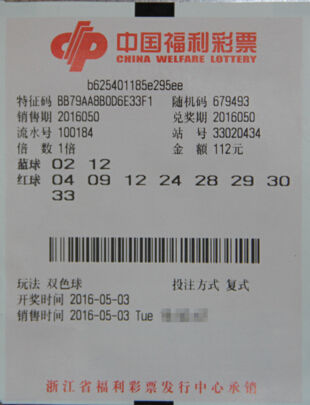 中国福利彩票
CHINA WELFARE LOTTERY
b625401185e295ee
特征码 BB79AA8B0D6E33F1 随机码 679493
销售期 2016050 兑奖期 2016050
流水号 100184 站 号 33020434
倍 数 1倍 金 额 112元
蓝球 02 12
红球 04 09 12 24 28 29 30
33
玩法 双色球 投注方式 复式
开奖时间 2016-05-03
销售时间 2016-05-03 Tue
浙江省福利彩票发行中心承销